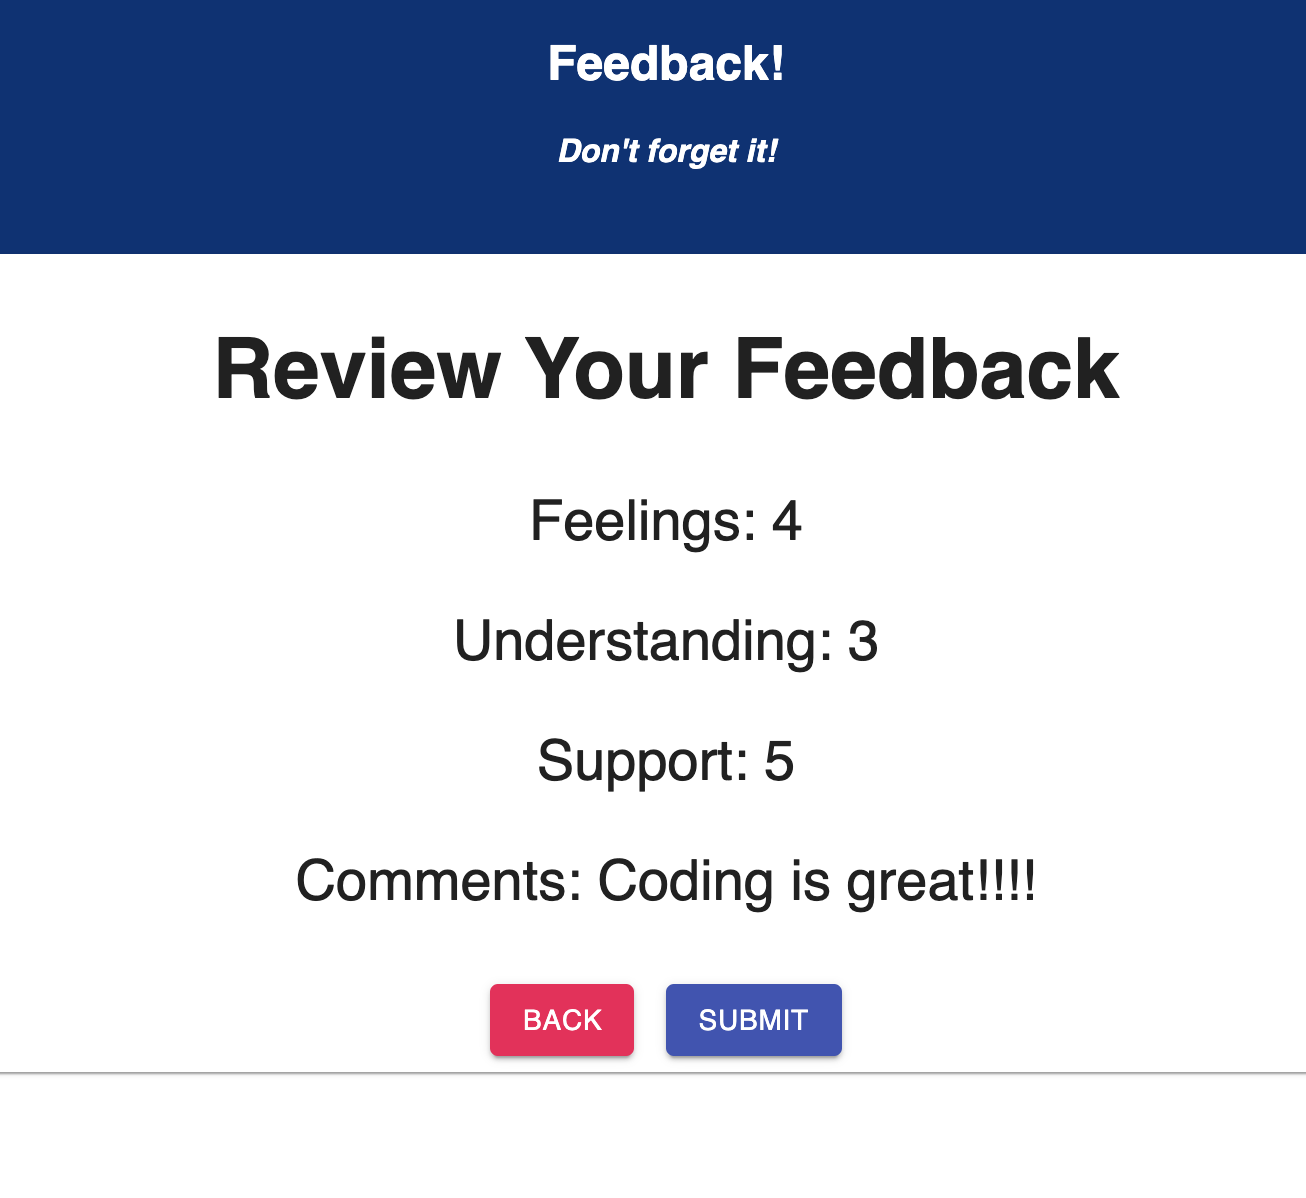 Feedback!
Don't forget it!
Review Your Feedback
Feelings: 4
Understanding: 3
Support: 5
Comments: Coding is great!!!!
BACK SUBMIT